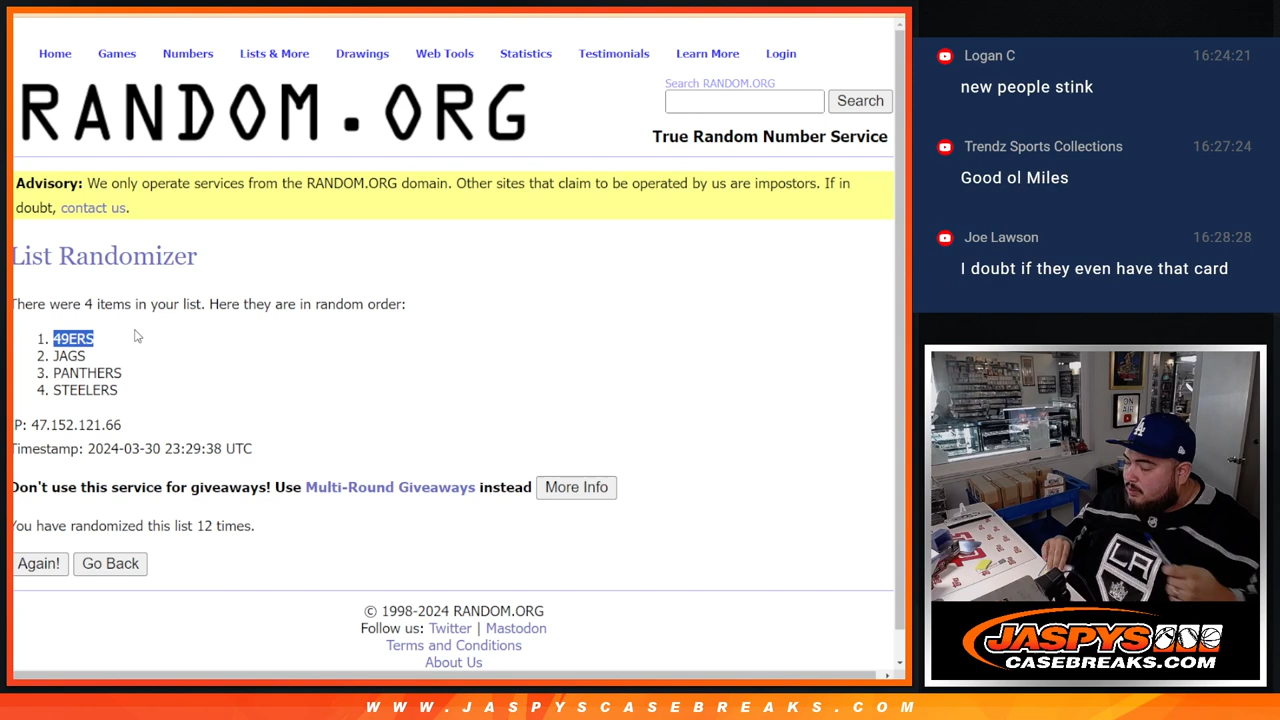 Home Games Numbers Lists & More Drawings Web Tools Statistics Testimonials Learn More Login
Search RANDOM.ORG
RANDOM.ORG
Search
True Random Number Service
Advisory: We only operate services from the RANDOM.ORG domain. Other sites that claim to be operated by us are impostors. If in
doubt, contact us.
List Randomizer
There were 4 items in your list. Here they are in random order:
1. 49ERS
2. JAGS
3. PANTHERS
4. STEELERS
P: 47.152.121.66
Timestamp: 2024-03-30 23:29:38 UTC
Don't use this service for giveaways! Use Multi-Round Giveaways instead More Info
You have randomized this list 12 times.
Again! Go Back
© 1998-2024 RANDOM.ORG
Follow us: Twitter | Mastodon
Terms and Conditions
About Us
Logan C 16:24:21
new people stink
Trendz Sports Collections 16:27:24
Good ol Miles
Joe Lawson 16:28:28
I doubt if they even have that card
ON
AIR
LA
LA
JASPYS
CASEBREAKS.COM
WWW.JASPYSCASEBREAKS.COM